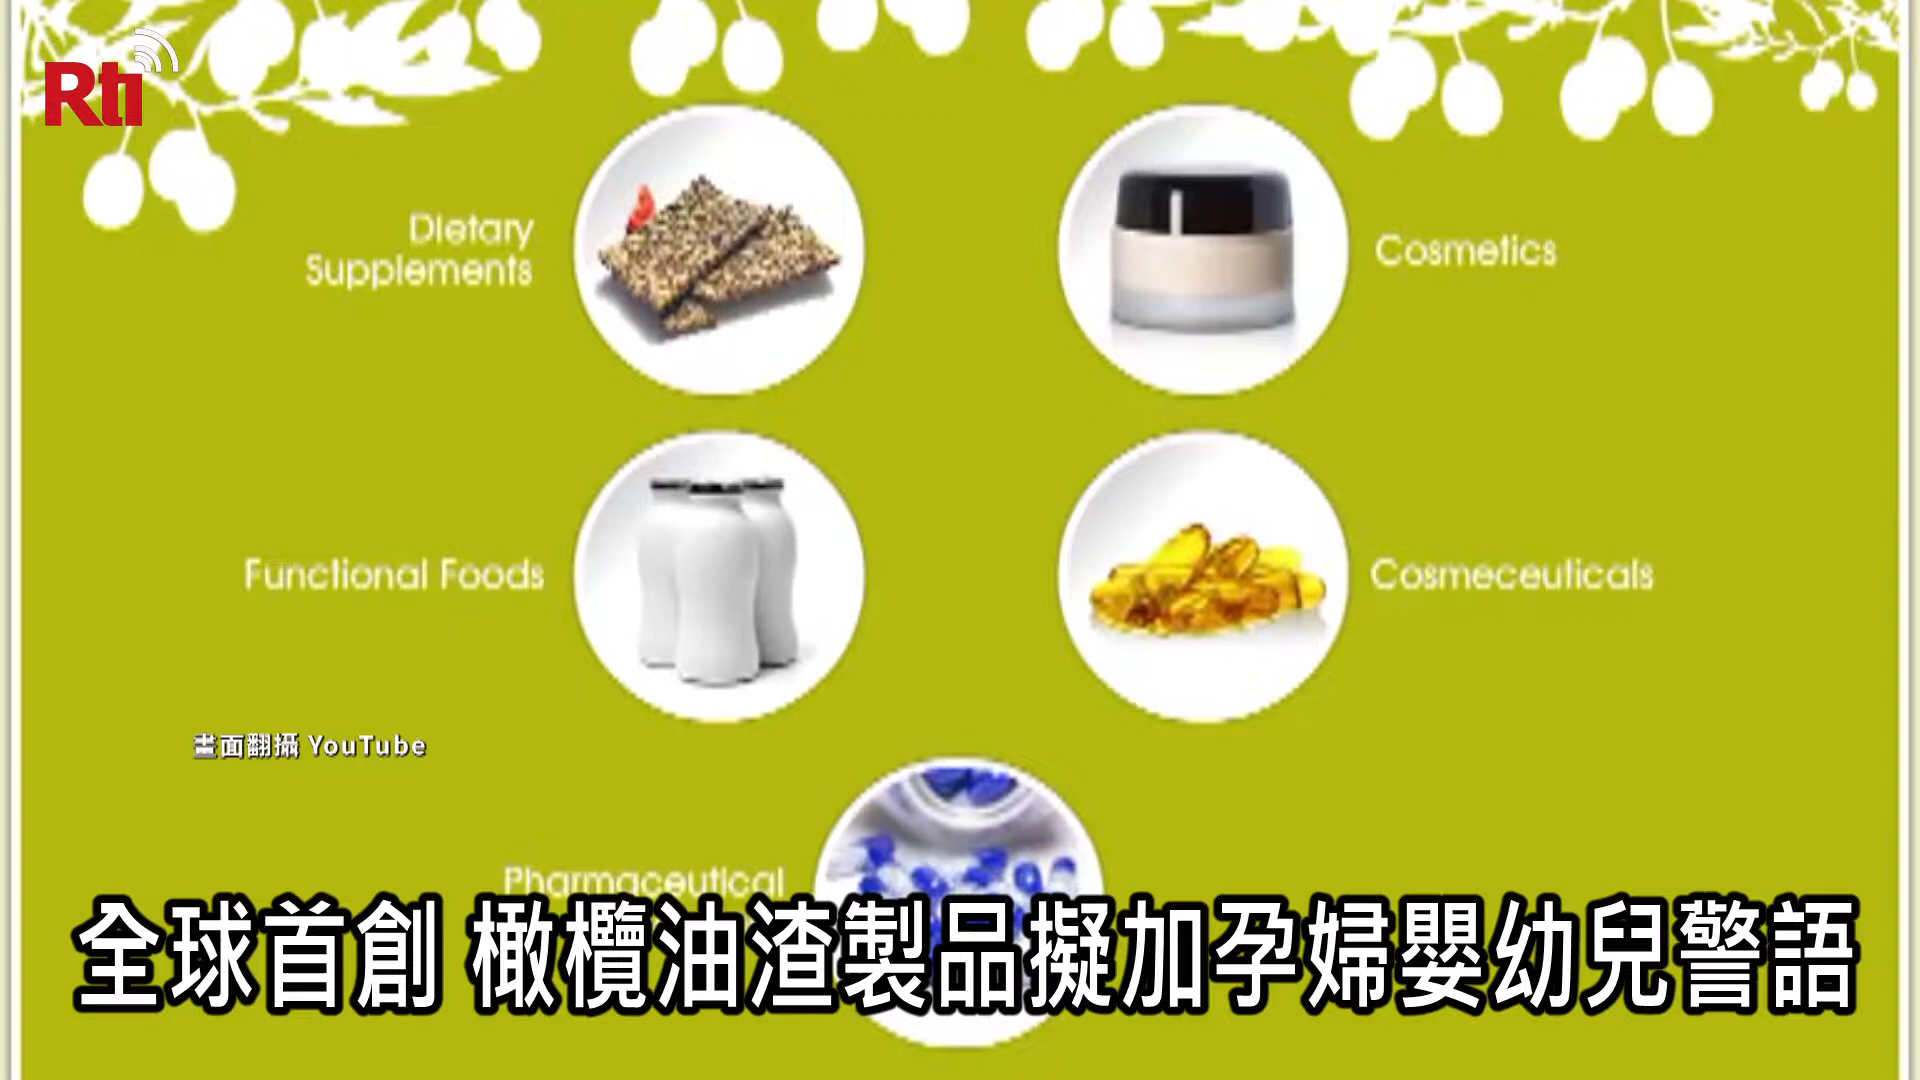 Rti
Dietary
Supplements
Cosmetics
Functional Foods
Cosmeceuticals
畫面翻攝 YouTube
Pharmaceutical
全球首創 橄欖油渣製品擬加孕婦嬰幼兒警語